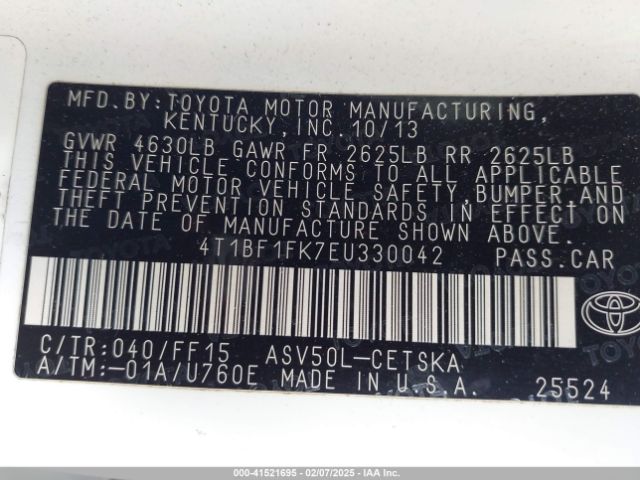 MFD.BY:TOYOTA MOTOR MANUFACTURING,
KENTUCKY,INC.10/13
GVWR 4630LB GAWR FR 2625LB RR 2625LB
THIS VEHICLE CONFORMS TO ALL APPLICABLE
FEDERAL MOTOR VEHICLE SAFETY,BUMPER,AND
THEFT PREVENTION STANDARDS IN EFFECT ON
THE DATE OF MANUFACTURE SHOWN ABOVE.
4T1BF1FK7EU330042 PASS.CAR
TOYOTA
C/TR:040/FF15 ASV50L-CETSKA
A/TM:-01A/U760E MADE IN U.S.A. 25524
000-41521695 - 02/07/2025 - IAA.COM